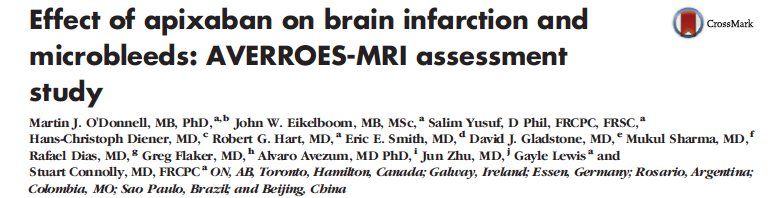 Effect of apixaban on brain infarction and
microbleeds: AVERROES-MRI assessment
study
CrossMark
Martin J. O'Donnell, MB, PhD,a,b John W. Eikelboom, MB, MSc,a Salim Yusuf, D Phil, FRCPC, FRSC,a
Hans-Christoph Diener, MD,c Robert G. Hart, MD,a Eric E. Smith, MD,d David J. Gladstone, MD,e Mukul Sharma, MD,f
Rafael Dias, MD,g Greg Flaker, MD,h Alvaro Avezum, MD PhD,i Jun Zhu, MD,j Gayle Lewisa and
Stuart Connolly, MD, FRCPCa ON, AB, Toronto, Hamilton, Canada; Galway, Ireland; Essen, Germany; Rosario, Argentina;
Colombia, MO; Sao Paulo, Brazil; and Beijing, China